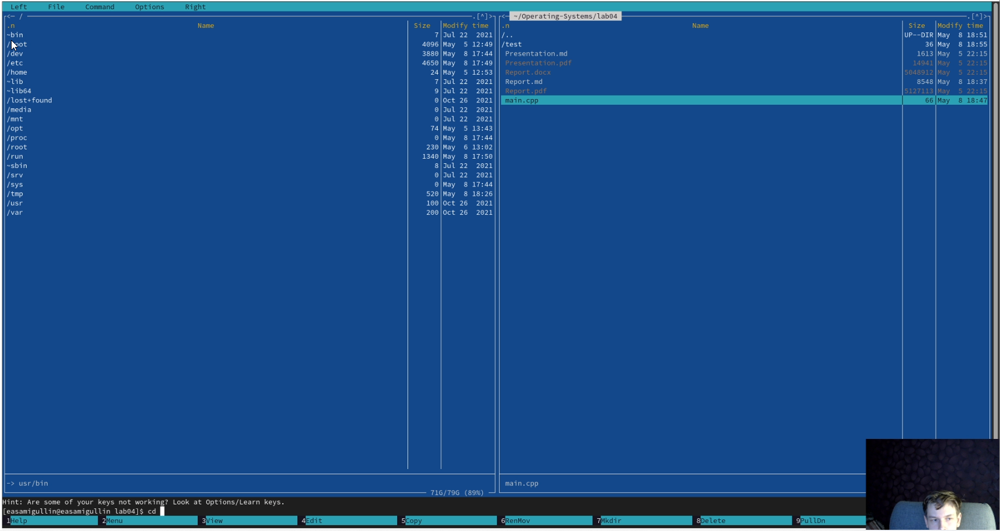 Left File Command Options Right
<─ / .[^]>
.n Name Size Modify time
~bin 7 Jul 22 2021
/boot 4096 May 5 12:49
/dev 3880 May 8 17:44
/etc 4650 May 8 17:49
/home 24 May 5 12:53
~lib 7 Jul 22 2021
~lib64 9 Jul 22 2021
/lost+found 0 Oct 26 2021
/media 0 Jul 22 2021
/mnt 0 Jul 22 2021
/opt 74 May 5 13:43
/proc 0 May 8 17:44
/root 230 May 6 13:02
/run 1340 May 8 17:50
~sbin 8 Jul 22 2021
/srv 0 Jul 22 2021
/sys 0 May 8 17:44
/tmp 520 May 8 18:26
/usr 100 Oct 26 2021
/var 200 Oct 26 2021
-> usr/bin
71G/79G (89%)
<─ ~/Operating-Systems/lab04 .[^]>
.n Name Size Modify time
/.. UP--DIR May 8 18:51
/test 36 May 8 18:55
Presentation.md 1613 May 5 22:15
Presentation.pdf 14941 May 5 22:15
Report.docx 5048912 May 5 22:15
Report.md 8548 May 8 18:37
Report.pdf 5127113 May 5 22:15
main.cpp 66 May 8 18:47
main.cpp
Hint: Are some of your keys not working? Look at Options/Learn keys.
[easamigullin@easamigullin lab04]$ cd
1Help 2Menu 3View 4Edit 5Copy 6RenMov 7Mkdir 8Delete 9PullDn